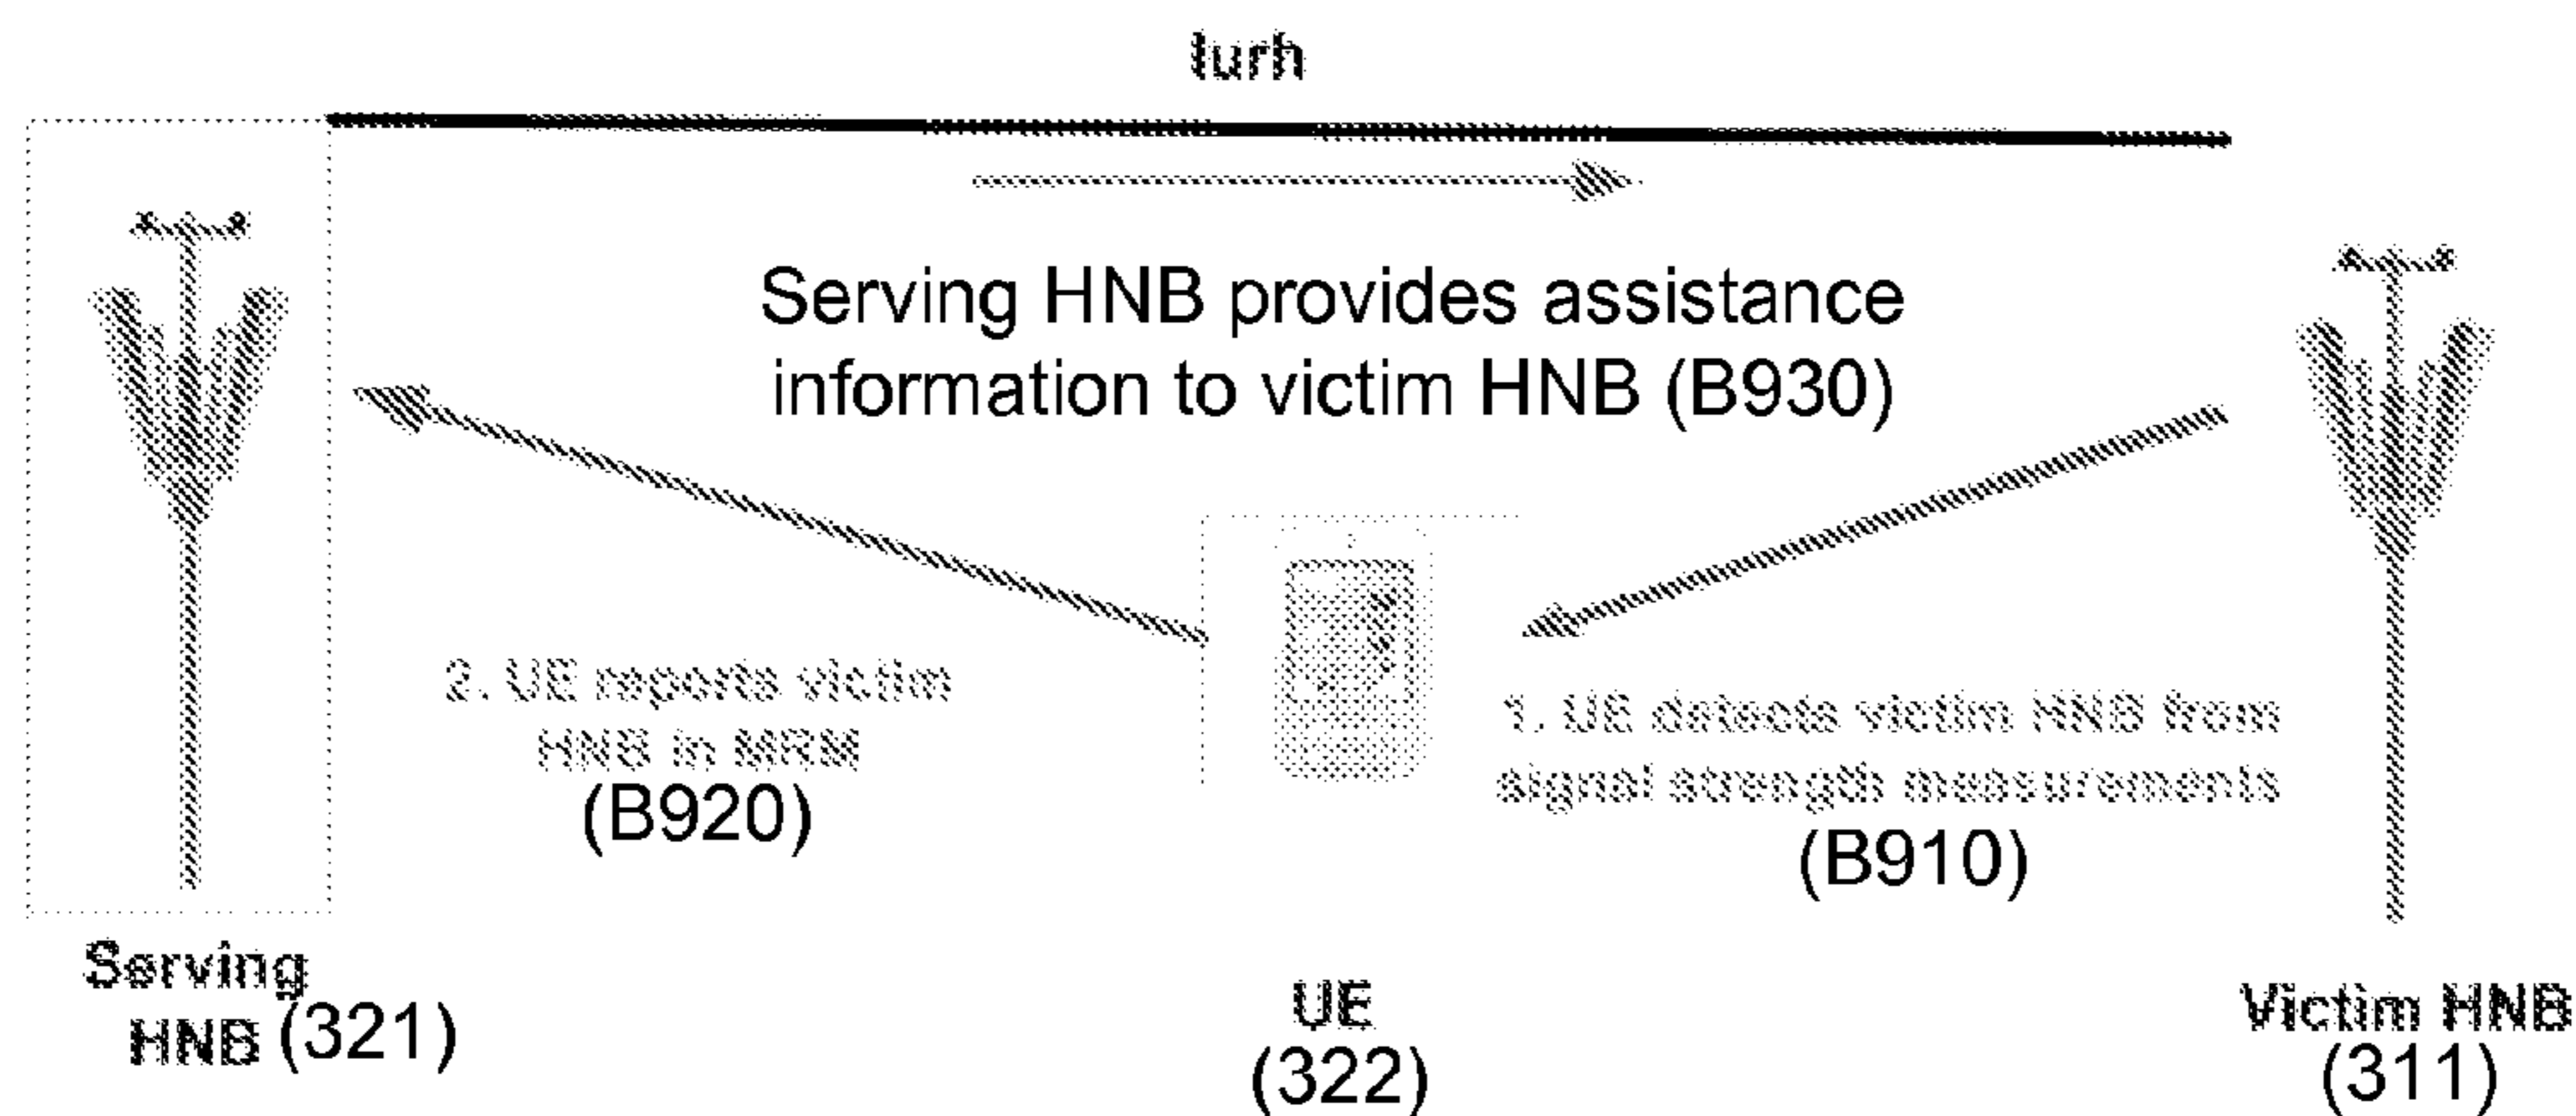 Iurh
Serving HNB provides assistance
information to victim HNB (B930)
2. UE reports victim
HNB in MRM
(B920)
1. UE detects victim HNB from
signal strength measurements
(B910)
Serving
HNB (321)
UE
(322)
Victim HNB
(311)